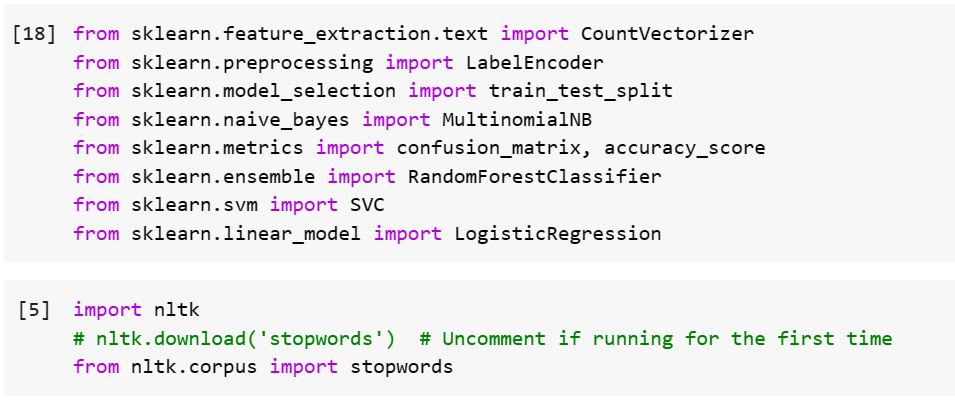 [18] from sklearn.feature_extraction.text import CountVectorizer
from sklearn.preprocessing import LabelEncoder
from sklearn.model_selection import train_test_split
from sklearn.naive_bayes import MultinomialNB
from sklearn.metrics import confusion_matrix, accuracy_score
from sklearn.ensemble import RandomForestClassifier
from sklearn.svm import SVC
from sklearn.linear_model import LogisticRegression
[5] import nltk
# nltk.download('stopwords')  # Uncomment if running for the first time
from nltk.corpus import stopwords